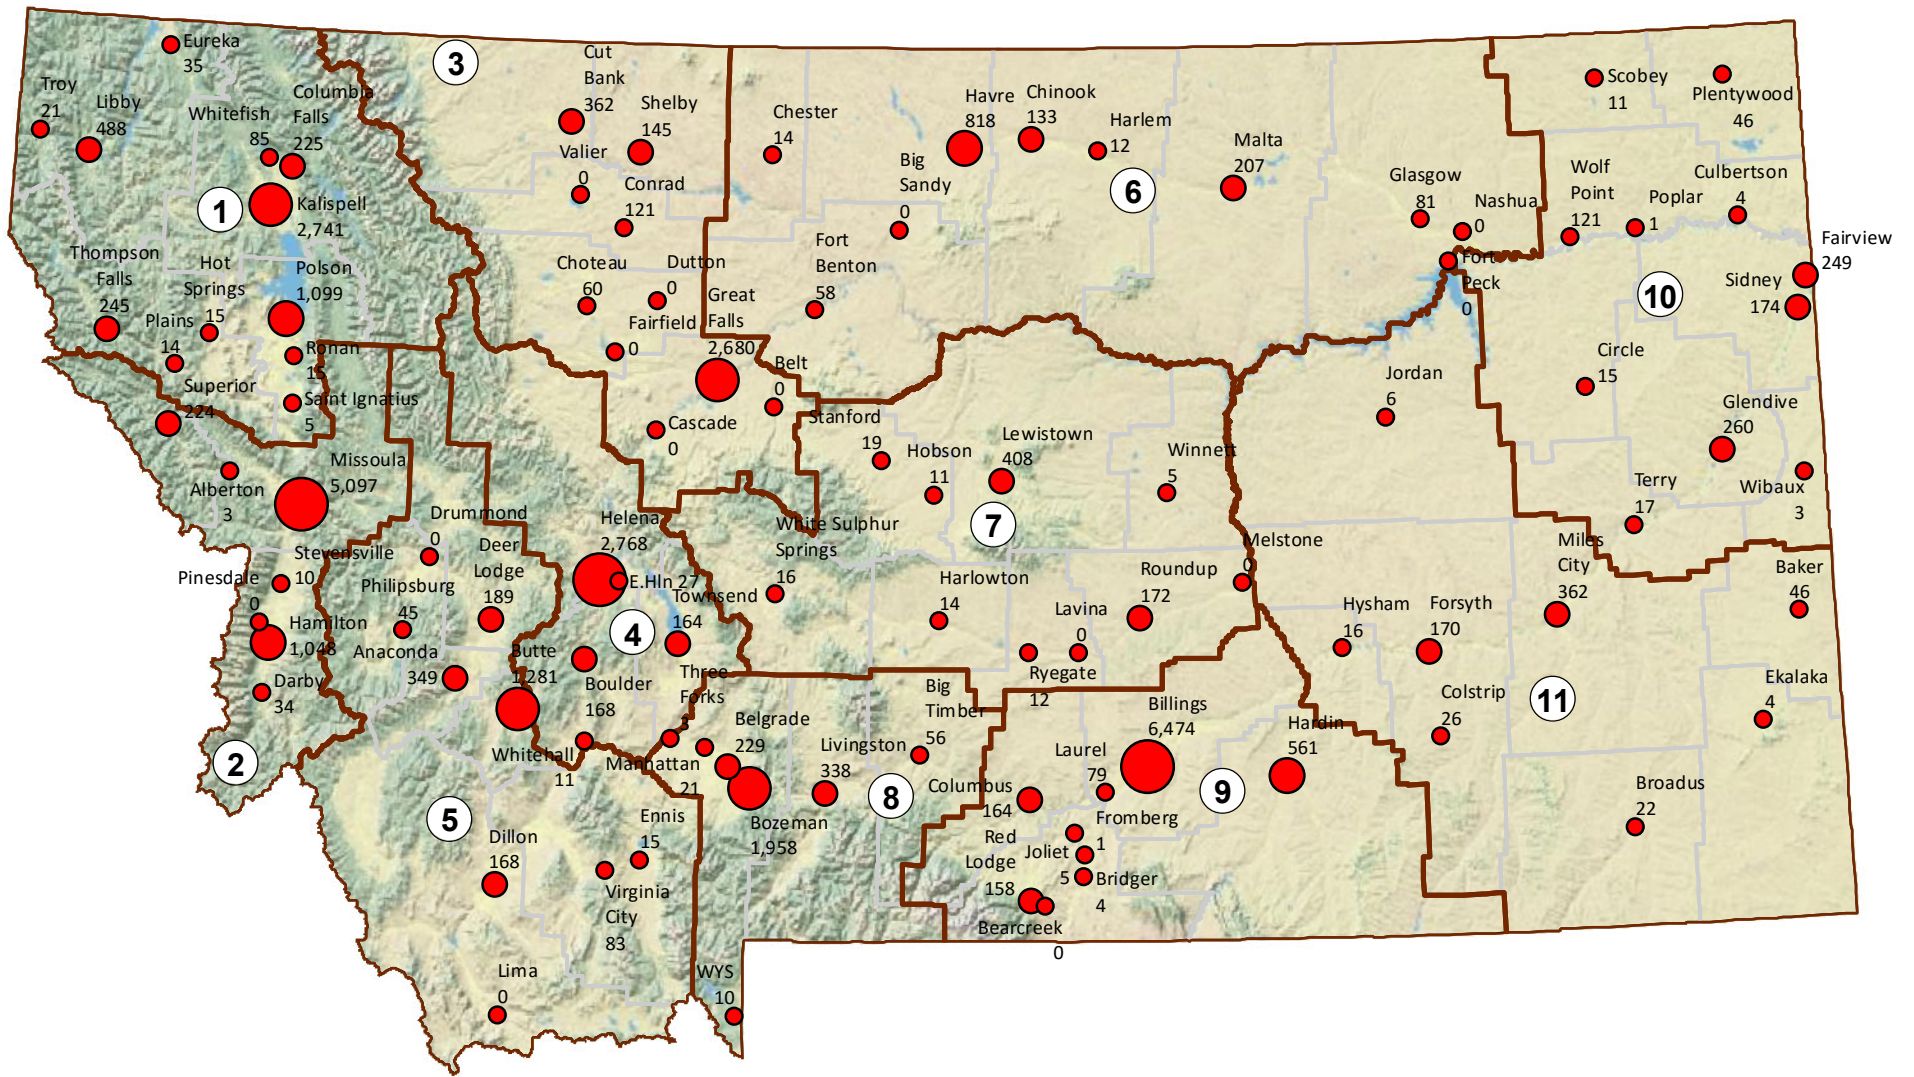 Eureka
35
Troy
21
Libby
488
Whitefish
85
Columbia
Falls
225
1
Kalispell
2,741
Thompson
Falls
245
Hot
Springs
15
Polson
1,099
Plains
14
Ronan
15
Saint Ignatius
5
Superior
224
Missoula
5,097
Alberton
3
Stevensville
10
Pinesdale
0
Hamilton
1,048
Darby
34
2
3
Cut
Bank
362
Shelby
145
Valier
0
Conrad
121
Choteau
60
Dutton
0
Fairfield
0
Great
Falls
2,680
Belt
0
Cascade
0
Drummond
0
Philipsburg
45
Deer
Lodge
189
Anaconda
349
Butte
1,281
Helena
2,768
E.Hln 27
Townsend
164
4
Boulder
168
Whitehall
11
Three
Forks
3
Manhattan
21
Belgrade
229
Bozeman
1,958
Livingston
338
Big
Timber
56
8
5
Dillon
168
Ennis
15
Virginia
City
83
Lima
0
WYS
10
Chester
14
Havre
818
Chinook
133
Harlem
12
Big
Sandy
0
Fort
Benton
58
6
Malta
207
Glasgow
81
Nashua
0
Fort
Peck
0
Stanford
19
Hobson
11
Lewistown
408
Winnett
5
7
White Sulphur
Springs
16
Harlowton
14
Ryegate
12
Lavina
0
Roundup
172
Melstone
0
Billings
6,474
Laurel
79
Hardin
561
9
Columbus
164
Fromberg
1
Joliet
5
Bridger
4
Red
Lodge
158
Bearcreek
0
Scobey
11
Plentywood
46
Wolf
Point
121
Poplar
1
Culbertson
4
Fairview
249
Sidney
174
10
Circle
15
Jordan
6
Glendive
260
Wibaux
3
Terry
17
Miles
City
362
Baker
46
Hysham
16
Forsyth
170
Colstrip
26
11
Ekalaka
4
Broadus
22